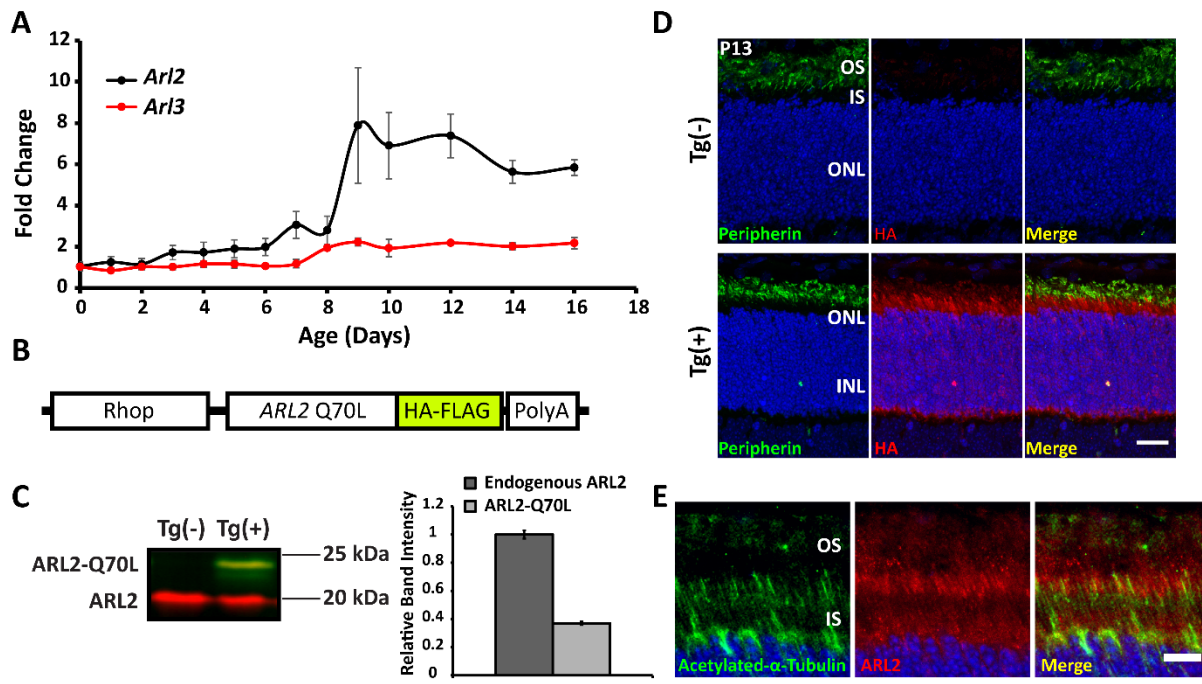 A
12
10
8
6
4
2
0
Fold Change
Arl2
Arl3
0 2 4 6 8 10 12 14 16 18
Age (Days)
B
Rhop
ARL2 Q70L
HA-FLAG
PolyA
C
Tg(-) Tg(+)
ARL2-Q70L
ARL2
25 kDa
20 kDa
Endogenous ARL2
ARL2-Q70L
Relative Band Intensity
1.2
1
0.8
0.6
0.4
0.2
0
D
Tg(-)
P13
OS
IS
ONL
Peripherin
HA
Merge
Tg(+)
ONL
INL
Peripherin
HA
Merge
E
OS
IS
Acetylated-α-Tubulin
ARL2
Merge